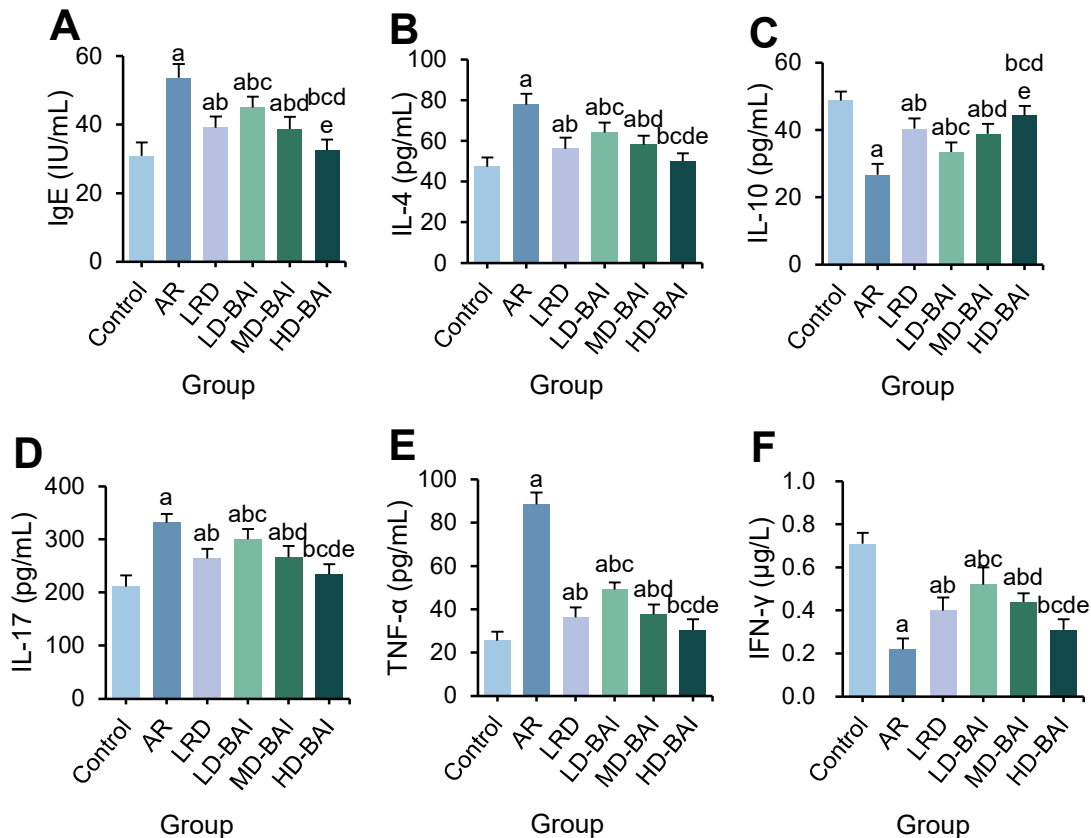 A
IgE (IU/mL)
60
40
20
0
a
ab
abc
abd
bcd
e
Control
AR
LRD
LD-BAI
MD-BAI
HD-BAI
Group
B
IL-4 (pg/mL)
100
80
60
40
20
0
a
ab
abc
abd
bcde
Control
AR
LRD
LD-BAI
MD-BAI
HD-BAI
Group
C
IL-10 (pg/mL)
60
40
20
0
a
ab
abc
abd
bcd
e
Control
AR
LRD
LD-BAI
MD-BAI
HD-BAI
Group
D
IL-17 (pg/mL)
400
300
200
100
0
a
ab
abc
abd
bcde
Control
AR
LRD
LD-BAI
MD-BAI
HD-BAI
Group
E
TNF-α (pg/mL)
100
80
60
40
20
0
a
ab
abc
abd
bcde
Control
AR
LRD
LD-BAI
MD-BAI
HD-BAI
Group
F
IFN-γ (μg/L)
1.0
0.8
0.6
0.4
0.2
0.0
a
ab
abc
abd
bcde
Control
AR
LRD
LD-BAI
MD-BAI
HD-BAI
Group